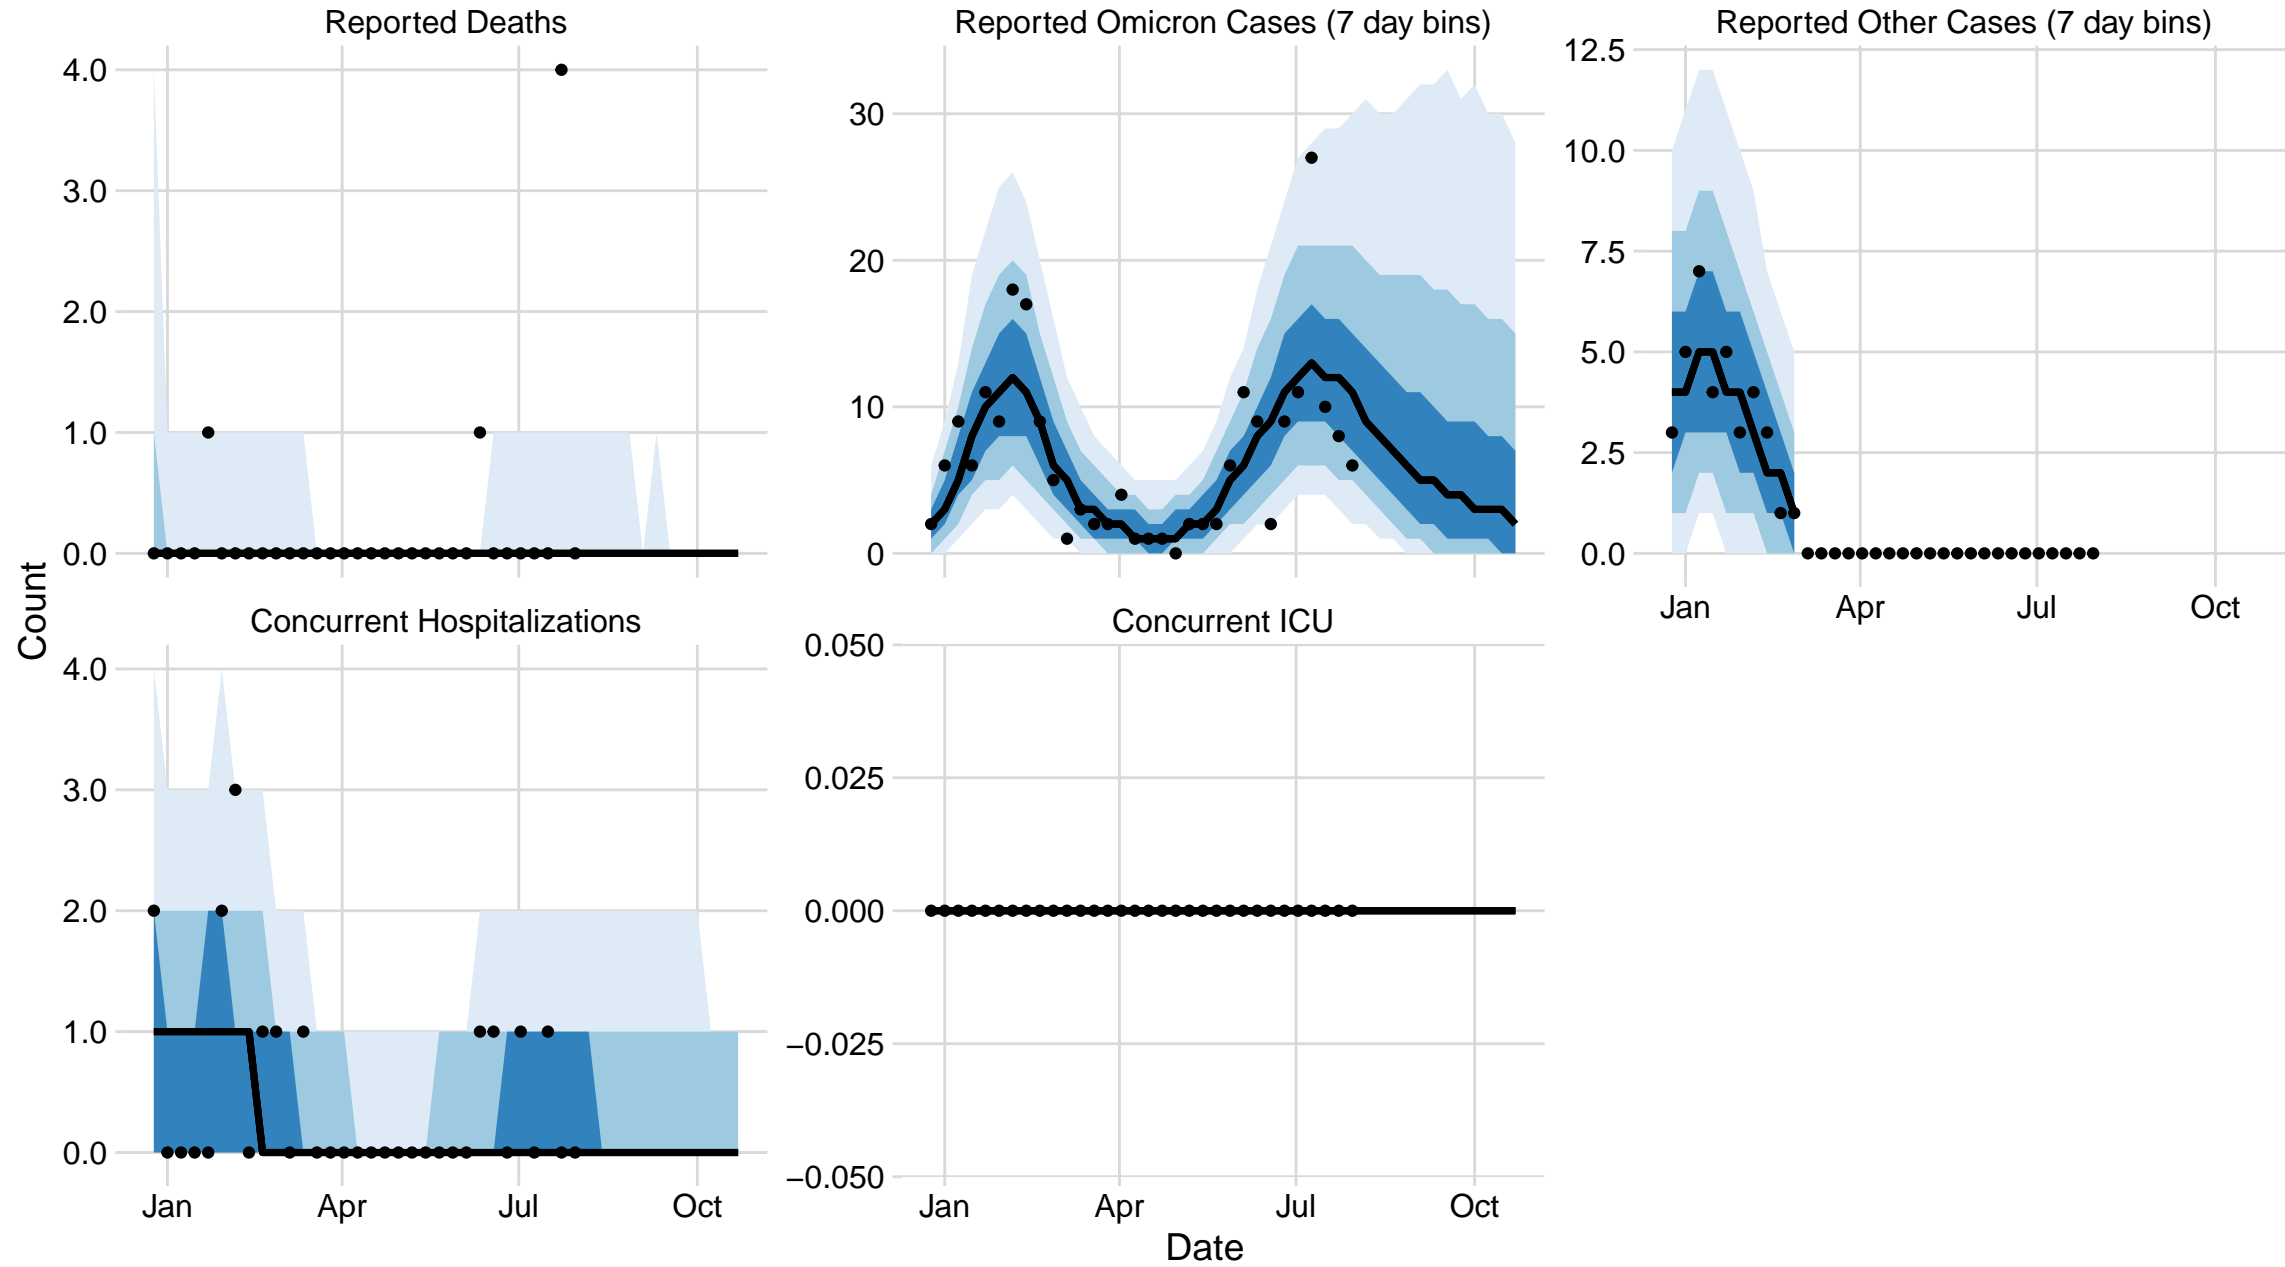 Reported Deaths
Reported Omicron Cases (7 day bins)
Reported Other Cases (7 day bins)
4.0
3.0
2.0
1.0
0.0
30
20
10
0
12.5
10.0
7.5
5.0
2.5
0.0
Jan Apr Jul Oct
Count
Concurrent Hospitalizations
Concurrent ICU
4.0
3.0
2.0
1.0
0.0
Jan Apr Jul Oct
0.050
0.025
0.000
−0.025
−0.050
Jan Apr Jul Oct
Date